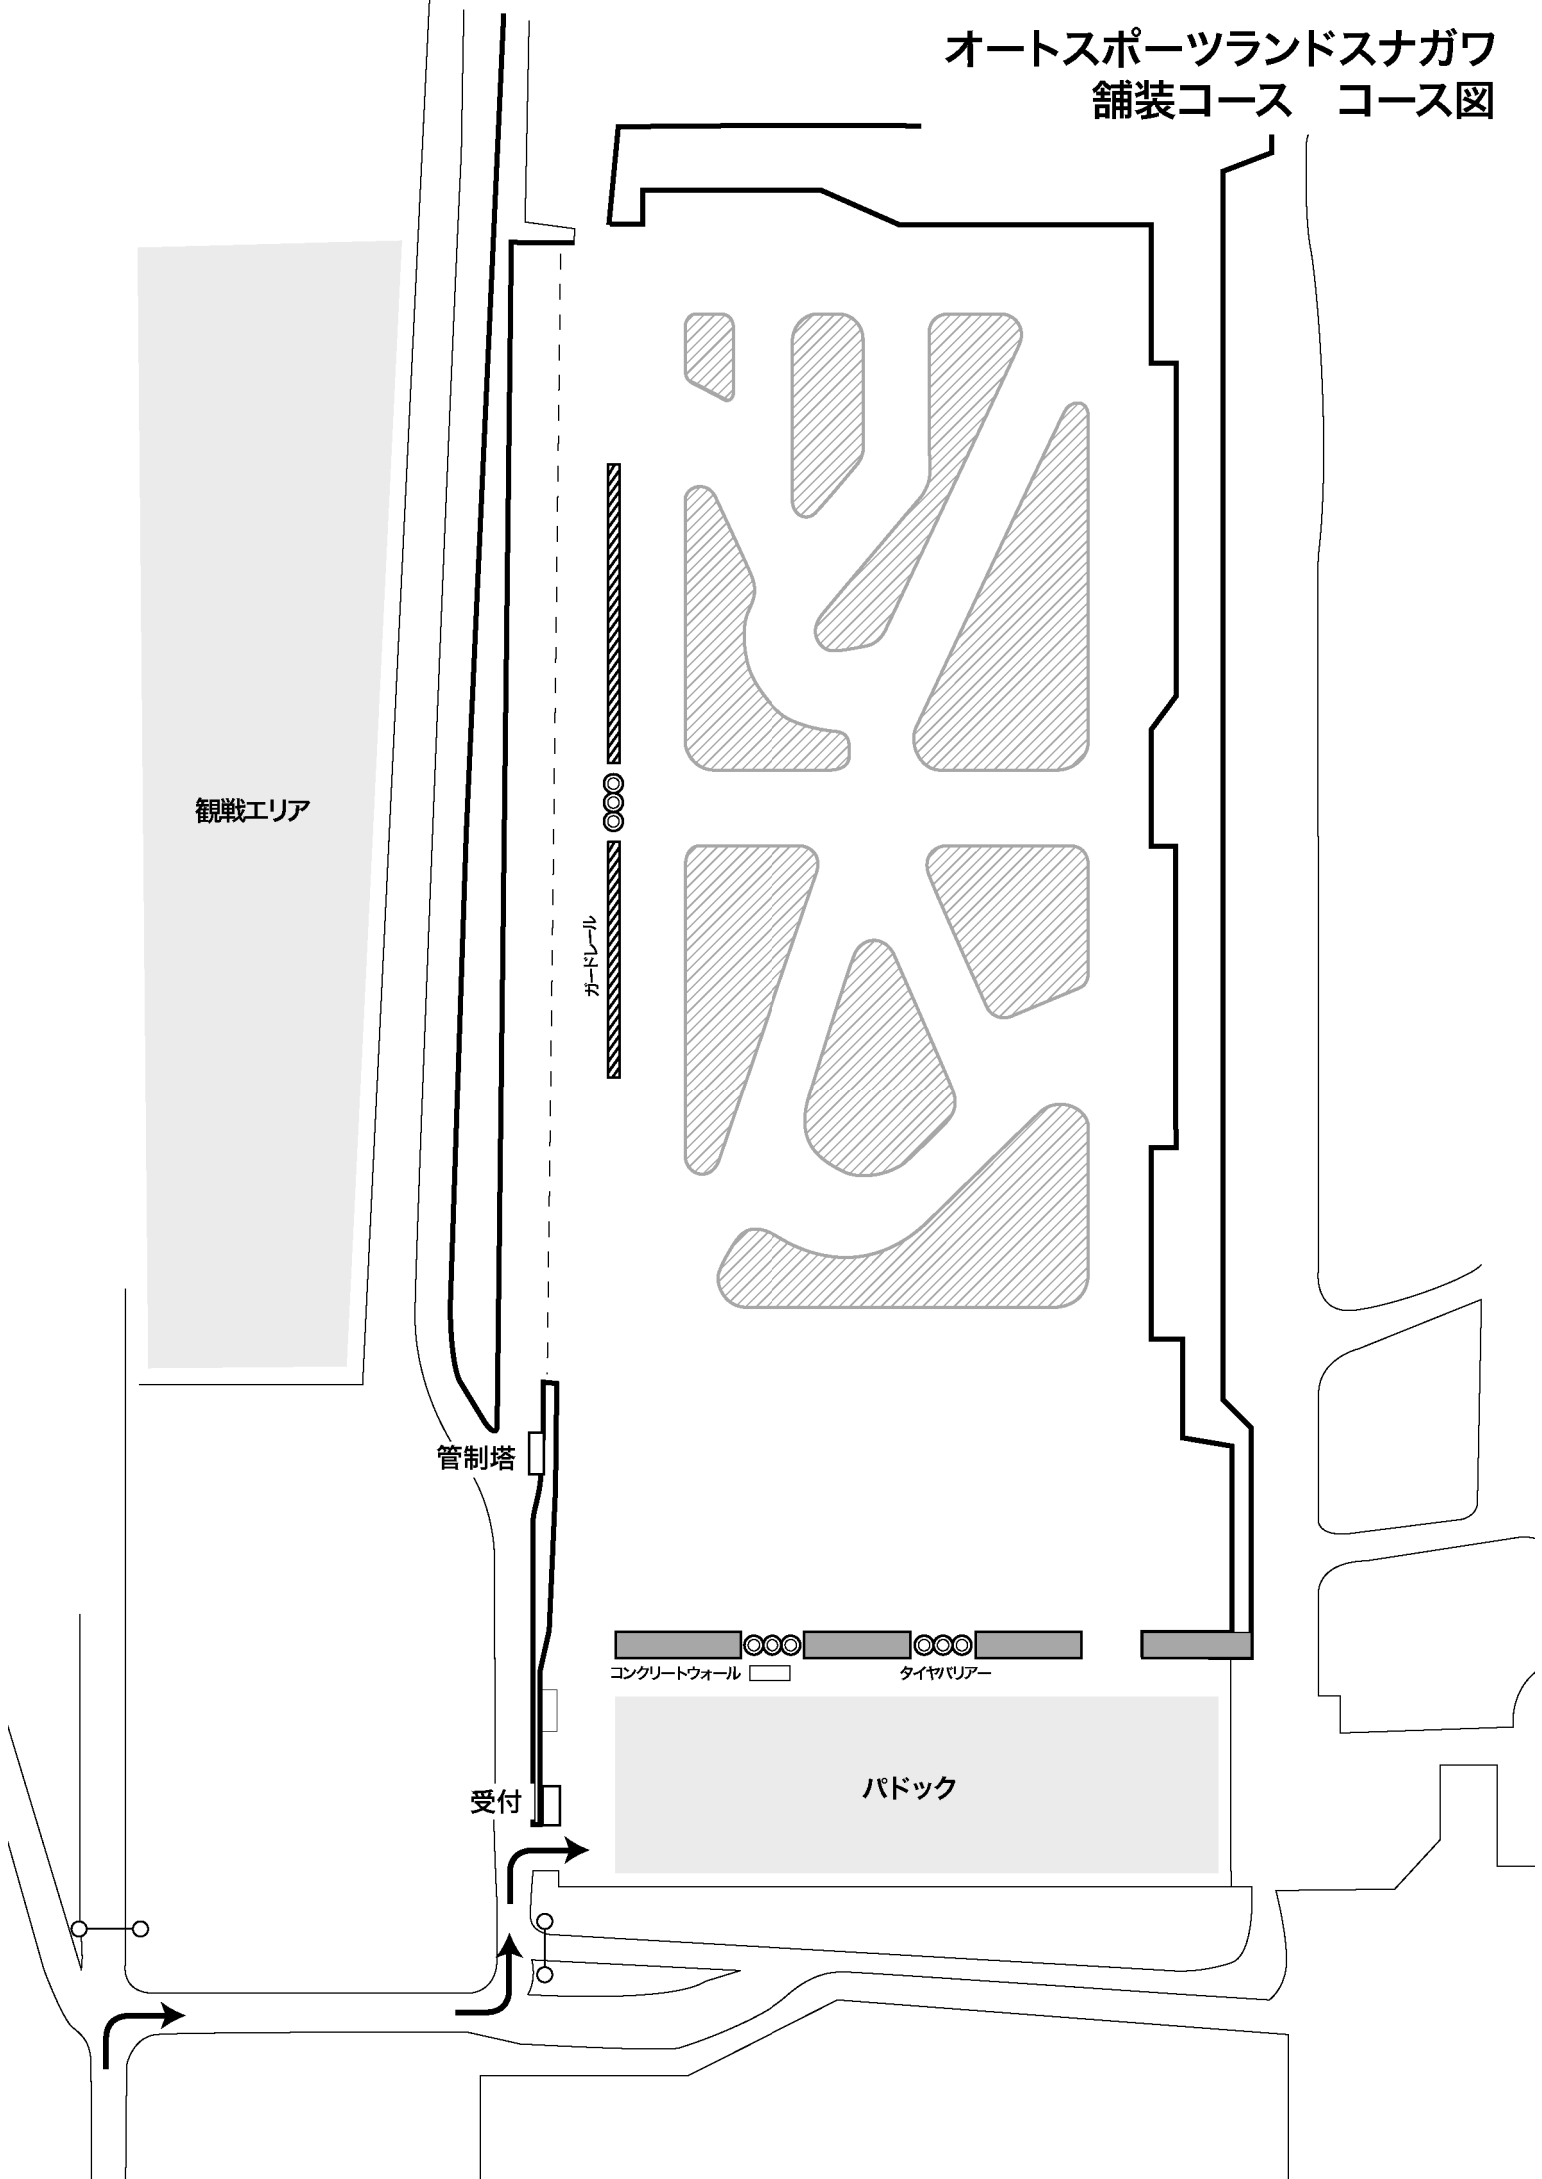 オートスポーツランドスナガワ
舗装コース　コース図
観戦エリア
ガードレール
管制塔
コンクリートウォール
タイヤバリアー
パドック
受付